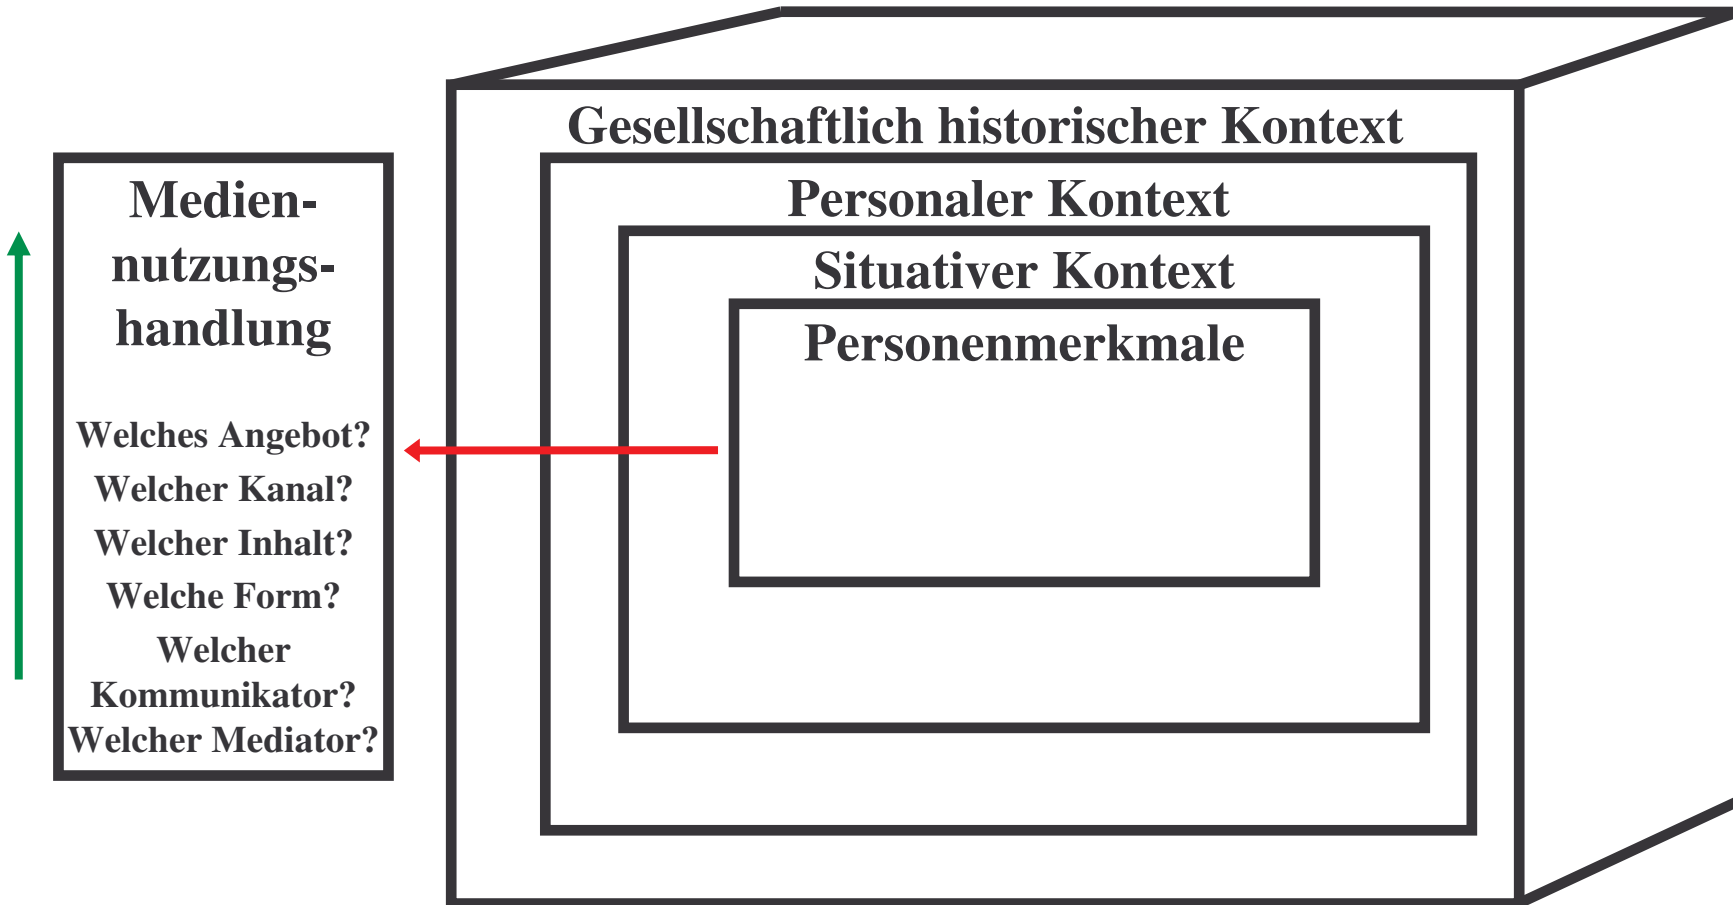 Gesellschaftlich historischer Kontext
Personaler Kontext
Situativer Kontext
Personenmerkmale
Medien-
nutzungs-
handlung
Welches Angebot?
Welcher Kanal?
Welcher Inhalt?
Welche Form?
Welcher
Kommunikator?
Welcher Mediator?